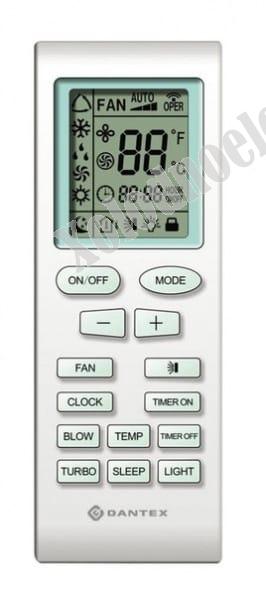 FAN AUTO OPER
88 °F °C
88:88 HOUR
ON/OFF MODE
− +
FAN
CLOCK TIMER ON
BLOW TEMP TIMER OFF
TURBO SLEEP LIGHT
DANTEX